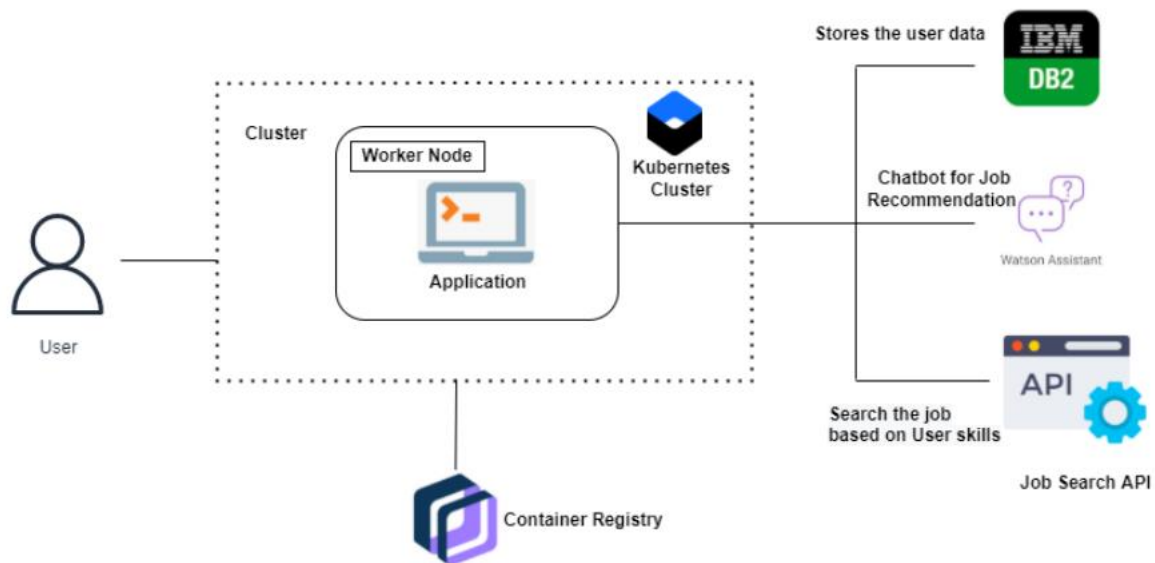 Stores the user data
IBM
DB2
Cluster
Worker Node
Kubernetes
Cluster
Application
Chatbot for Job
Recommendation
?
Watson Assistant
User
API
Search the job
based on User skills
Job Search API
Container Registry